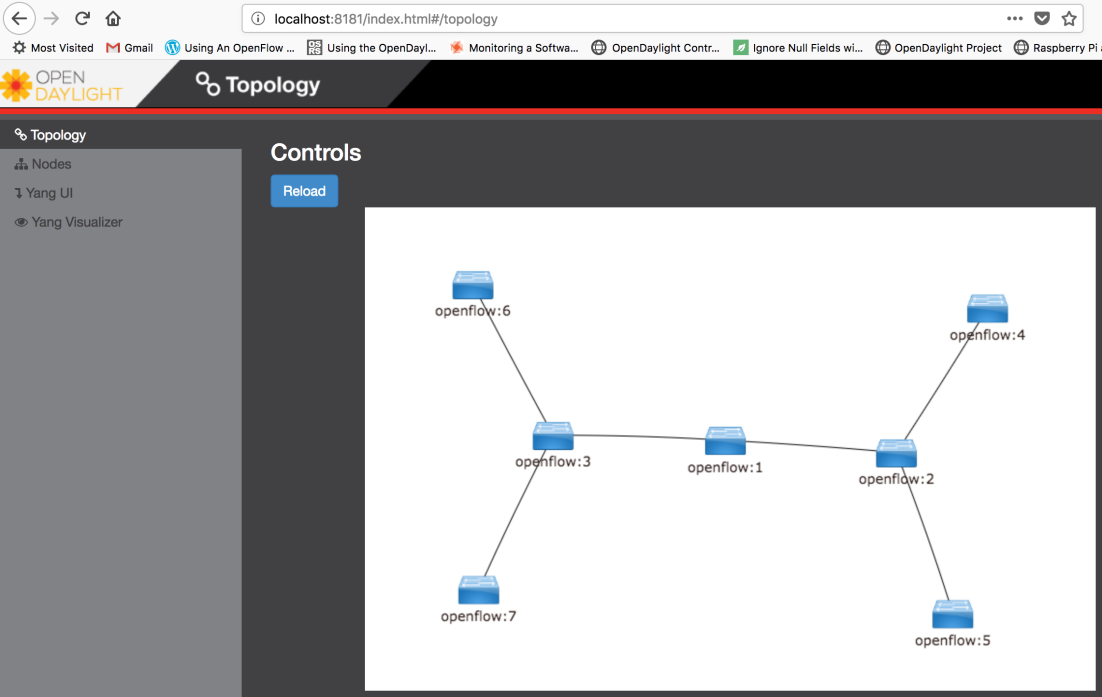 localhost:8181/index.html#/topology
Most Visited Gmail Using An OpenFlow ... Using the OpenDayl... Monitoring a Softwa... OpenDaylight Contr... Ignore Null Fields wi... OpenDaylight Project Raspberry Pi
OPEN
DAYLIGHT
Topology
Topology
Nodes
Yang UI
Yang Visualizer
Controls
Reload
openflow:6
openflow:4
openflow:3
openflow:1
openflow:2
openflow:7
openflow:5